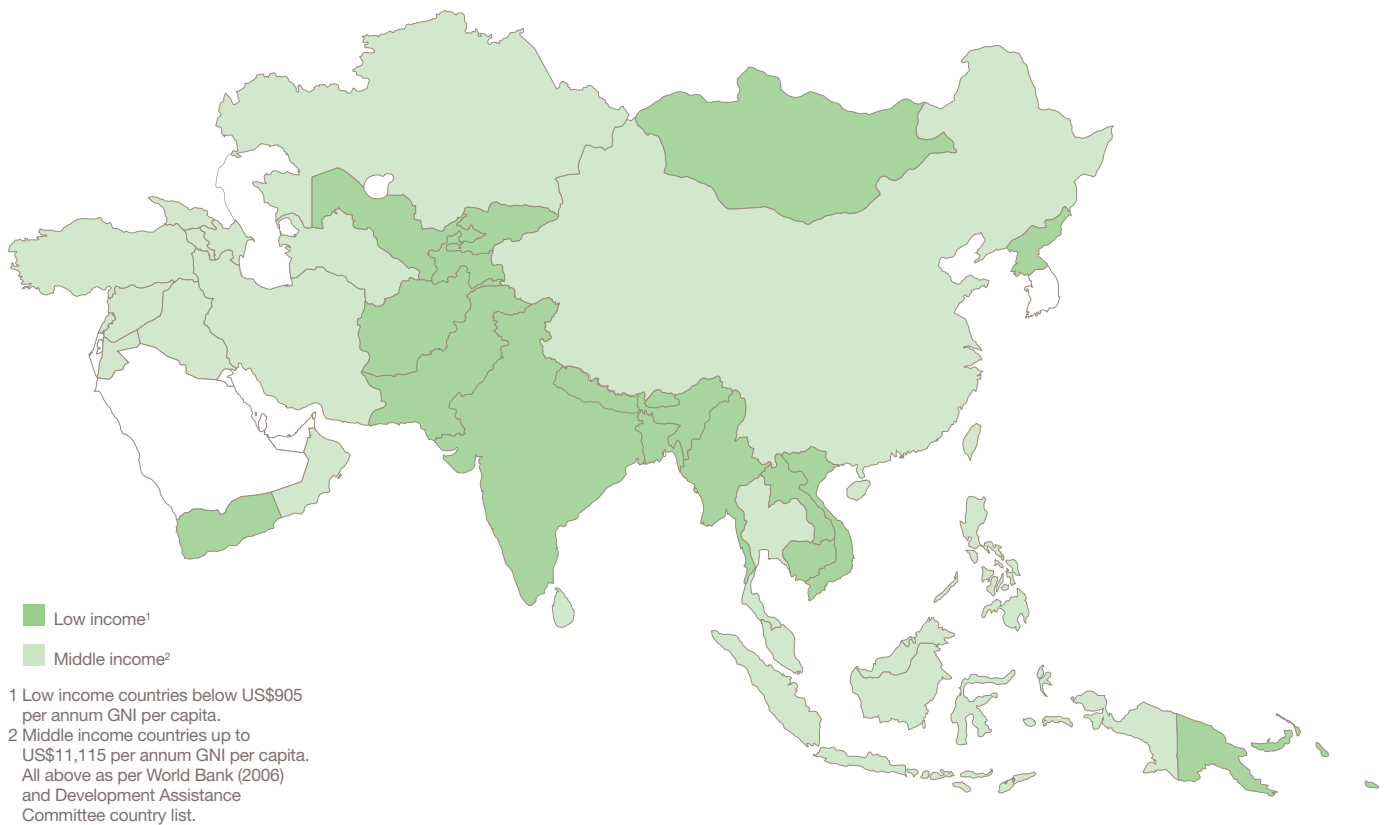 Low income¹
Middle income²
1 Low income countries below US$905
per annum GNI per capita.
2 Middle income countries up to
US$11,115 per annum GNI per capita.
All above as per World Bank (2006)
and Development Assistance
Committee country list.